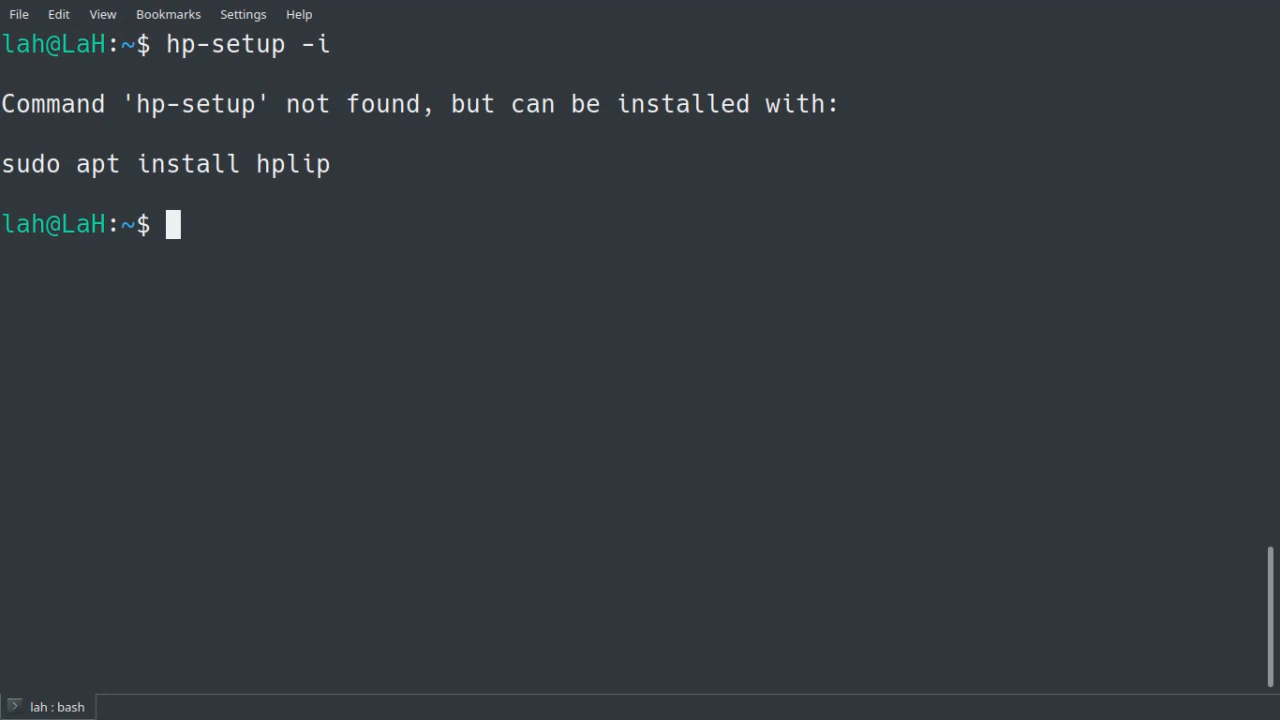 File Edit View Bookmarks Settings Help
lah@LaH:~$ hp-setup -i
Command 'hp-setup' not found, but can be installed with:
sudo apt install hplip
lah@LaH:~$
lah : bash